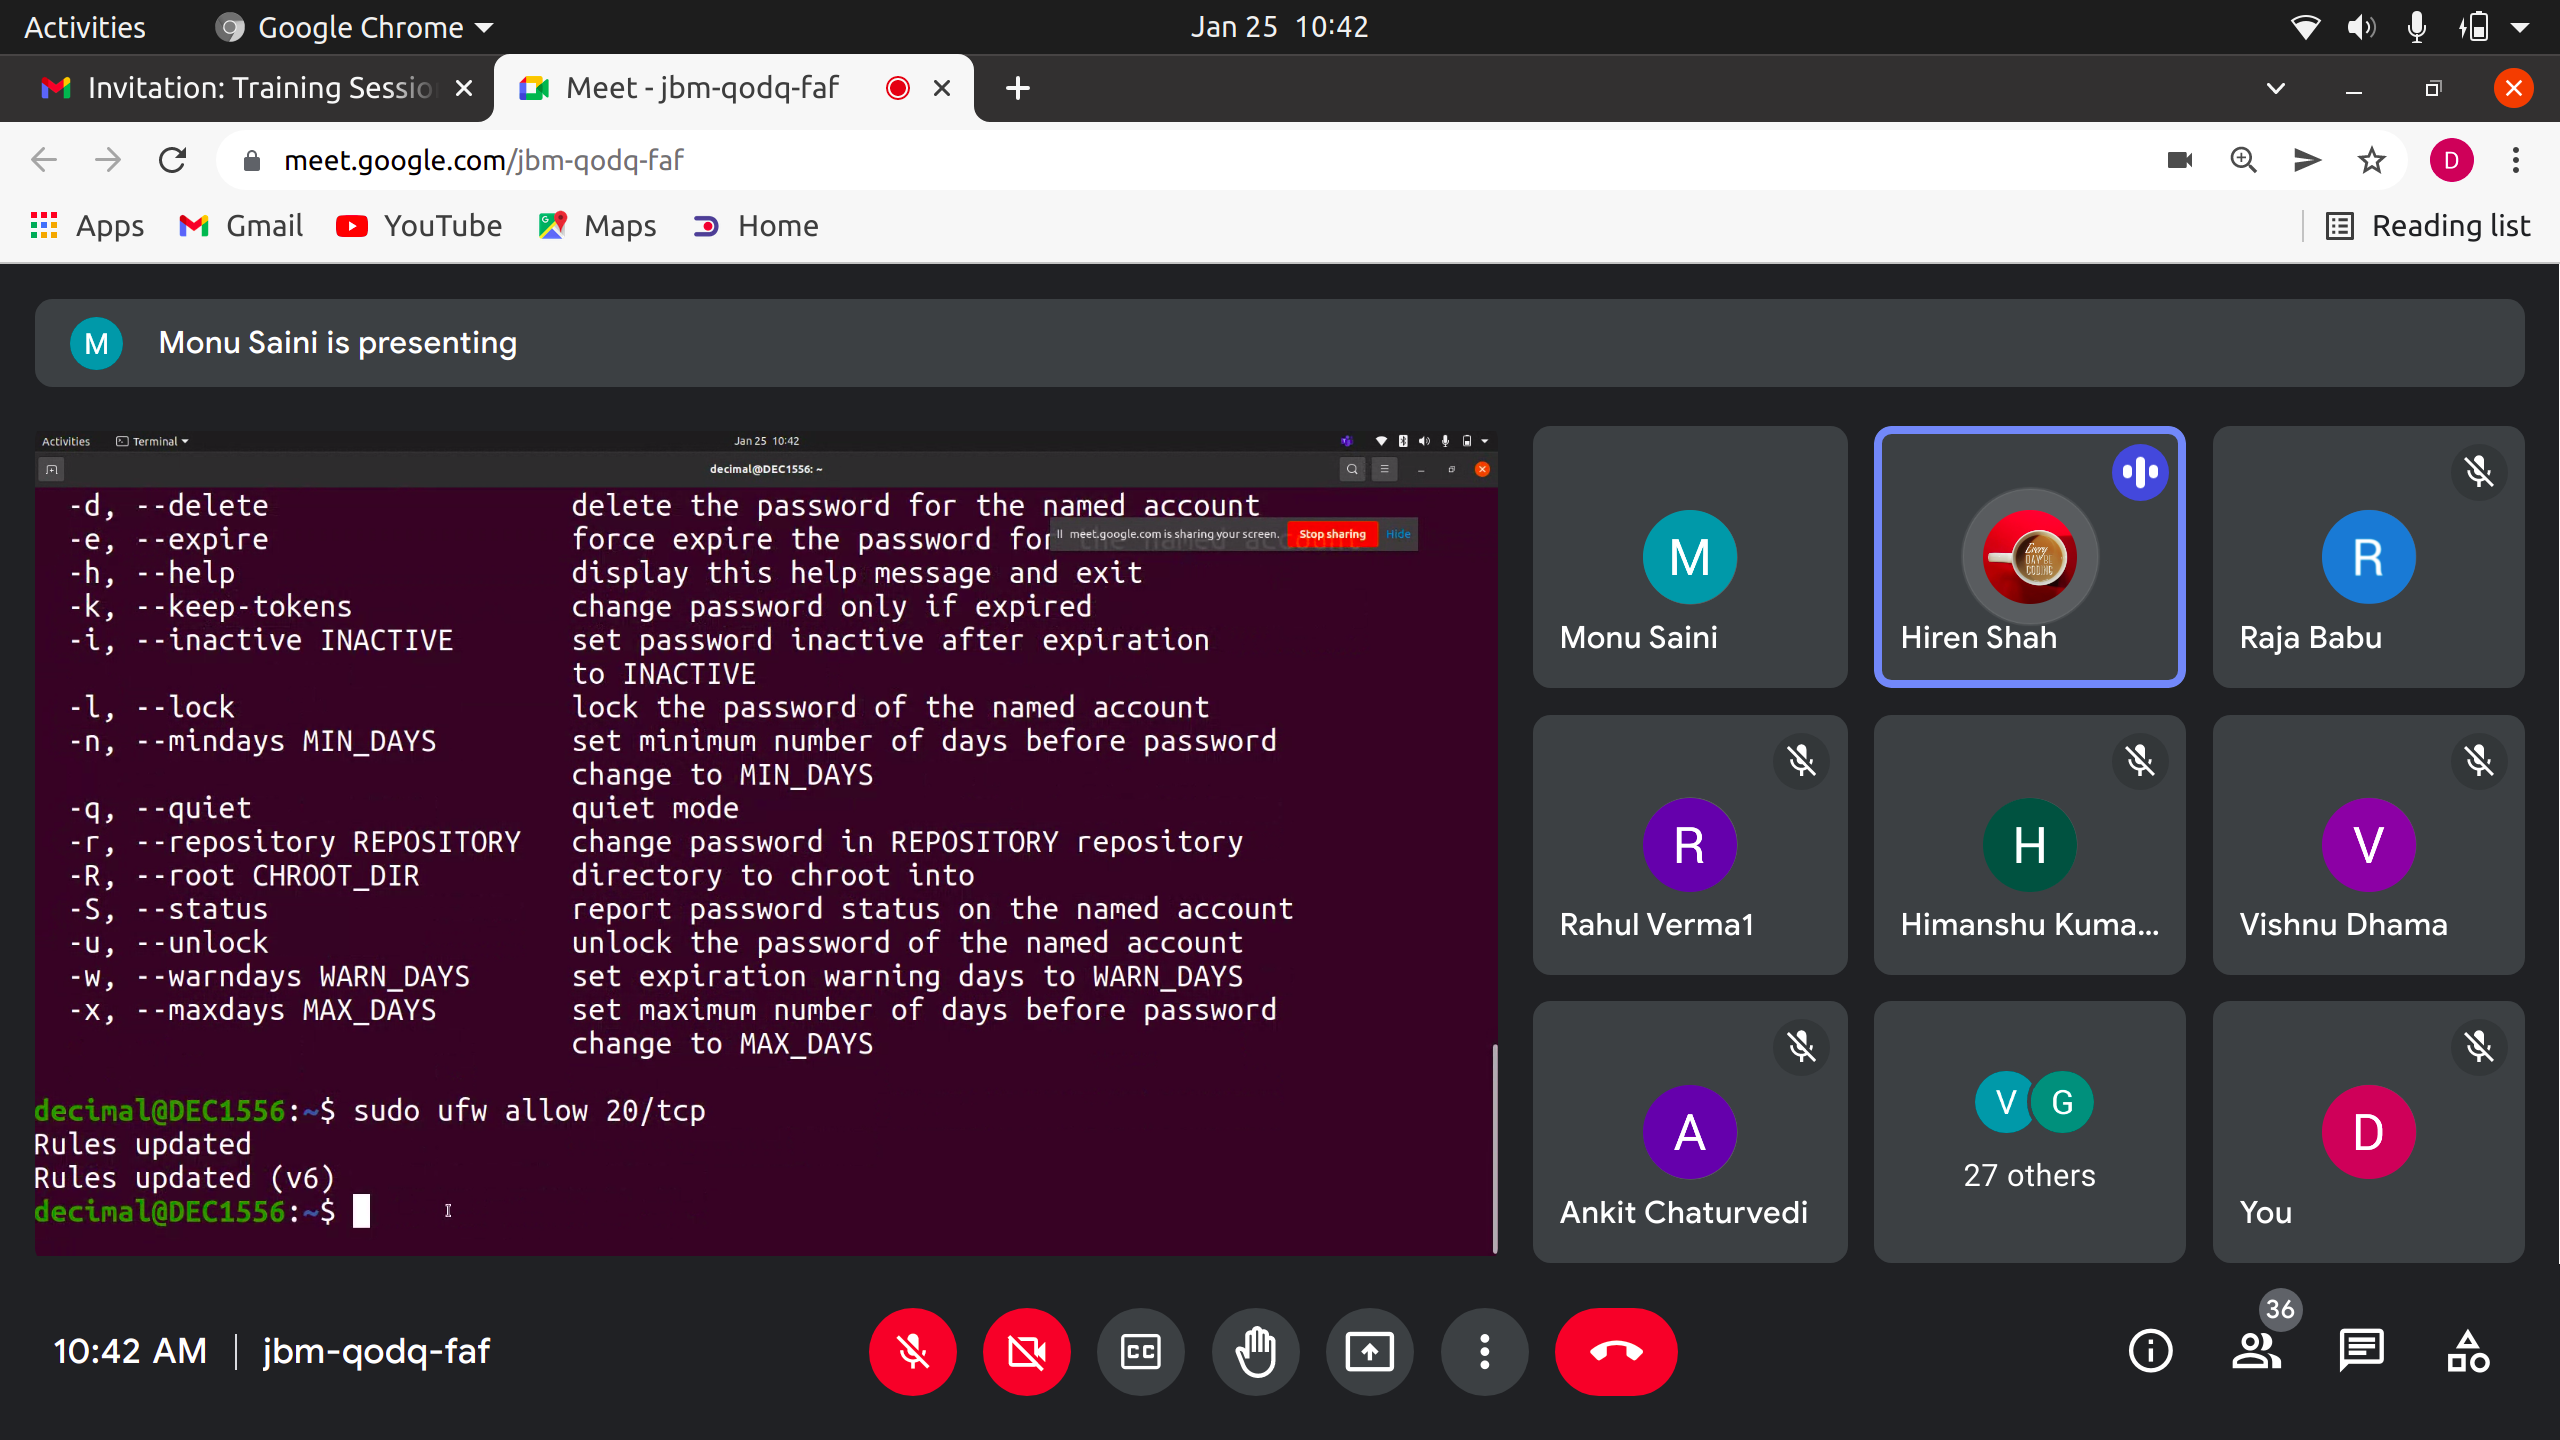 Activities Google Chrome Jan 25 10:42
Invitation: Training Sessio Meet - jbm-qodq-faf
meet.google.com/jbm-qodq-faf D
Apps Gmail YouTube Maps Home Reading list
M Monu Saini is presenting
Activities Terminal Jan 25 10:42
decimal@DEC1556: ~
-d, --delete delete the password for the named account
-e, --expire force expire the password for the named account
meet.google.com is sharing your screen. Stop sharing Hide
-h, --help display this help message and exit
-k, --keep-tokens change password only if expired
-i, --inactive INACTIVE set password inactive after expiration
to INACTIVE
-l, --lock lock the password of the named account
-n, --mindays MIN_DAYS set minimum number of days before password
change to MIN_DAYS
-q, --quiet quiet mode
-r, --repository REPOSITORY change password in REPOSITORY repository
-R, --root CHROOT_DIR directory to chroot into
-S, --status report password status on the named account
-u, --unlock unlock the password of the named account
-w, --warndays WARN_DAYS set expiration warning days to WARN_DAYS
-x, --maxdays MAX_DAYS set maximum number of days before password
change to MAX_DAYS
decimal@DEC1556:~$ sudo ufw allow 20/tcp
Rules updated
Rules updated (v6)
decimal@DEC1556:~$
M
Monu Saini
Every
DAY BE
CODING
Hiren Shah
R
Raja Babu
R
Rahul Verma1
H
Himanshu Kuma...
V
Vishnu Dhama
A
Ankit Chaturvedi
V G
27 others
D
You
10:42 AM | jbm-qodq-faf
CC
36